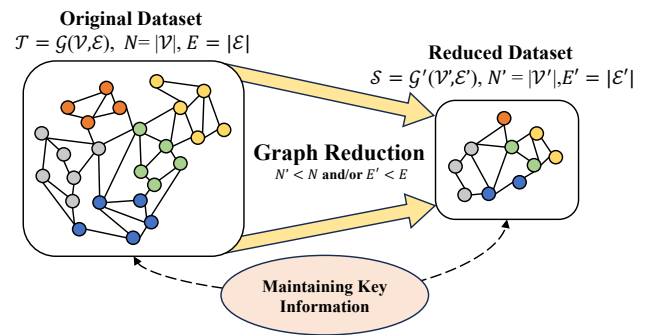 Original Dataset
𝒯 = 𝒢(𝒱,ℰ), N=|𝒱|, E = |ℰ|
Reduced Dataset
𝒮 = 𝒢′(𝒱′,ℰ′), N′ = |𝒱′|,E′ = |ℰ′|
Graph Reduction
N′ < N and/or E′ < E
Maintaining Key
Information